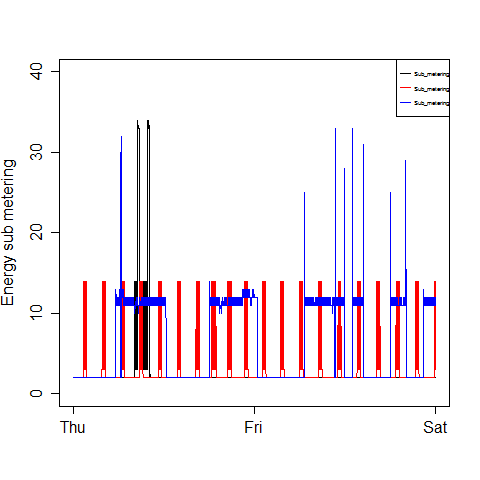 Energy sub metering
40
30
20
10
0
Sub_metering
Sub_metering
Sub_metering
Thu Fri Sat